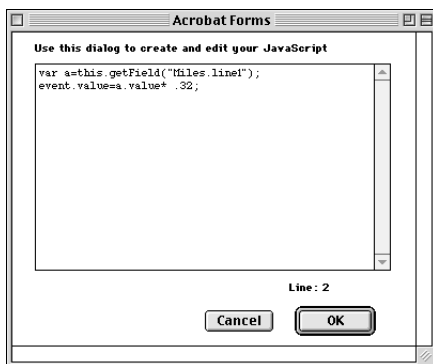 Acrobat Forms
Use this dialog to create and edit your JavaScript
var a=this.getField("Miles.line1");
event.value=a.value* .32;
Line: 2
Cancel
OK